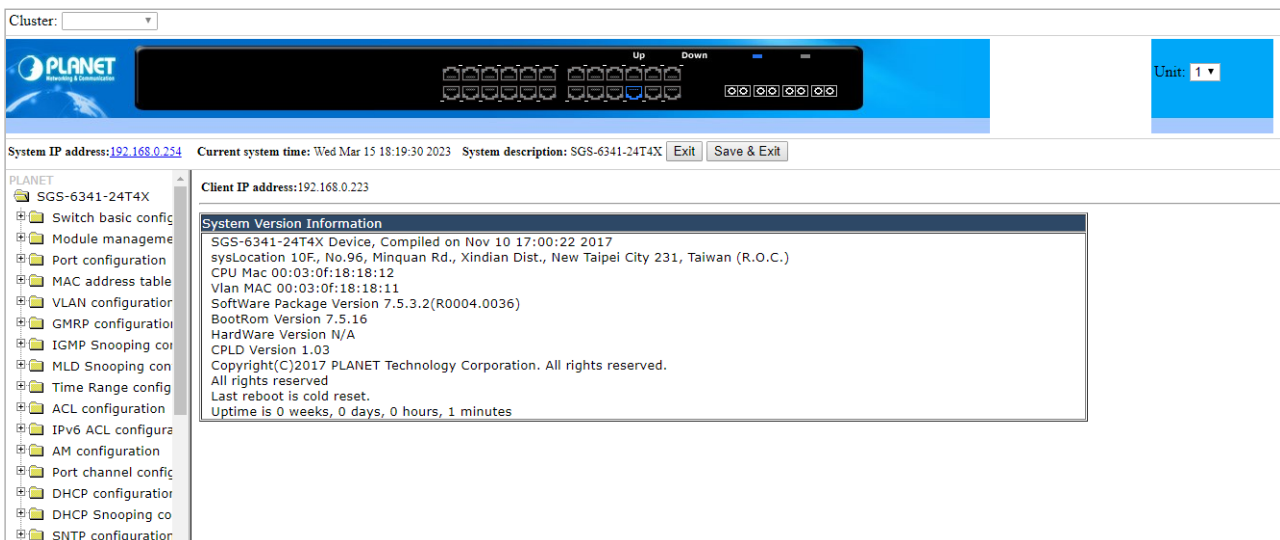 Cluster:
PLANET
Networking & Communication
Up Down
Unit: 1
System IP address:192.168.0.254 Current system time: Wed Mar 15 18:19:30 2023 System description: SGS-6341-24T4X Exit Save & Exit
PLANET
SGS-6341-24T4X
Switch basic config
Module manageme
Port configuration
MAC address table
VLAN configuration
GMRP configuratio
IGMP Snooping co
MLD Snooping con
Time Range config
ACL configuration
IPv6 ACL configura
AM configuration
Port channel config
DHCP configuration
DHCP Snooping co
SNTP configuration
Client IP address:192.168.0.223
System Version Information
SGS-6341-24T4X Device, Compiled on Nov 10 17:00:22 2017
sysLocation 10F., No.96, Minquan Rd., Xindian Dist., New Taipei City 231, Taiwan (R.O.C.)
CPU Mac 00:03:0f:18:18:12
Vlan MAC 00:03:0f:18:18:11
SoftWare Package Version 7.5.3.2(R0004.0036)
BootRom Version 7.5.16
HardWare Version N/A
CPLD Version 1.03
Copyright(C)2017 PLANET Technology Corporation. All rights reserved.
All rights reserved
Last reboot is cold reset.
Uptime is 0 weeks, 0 days, 0 hours, 1 minutes